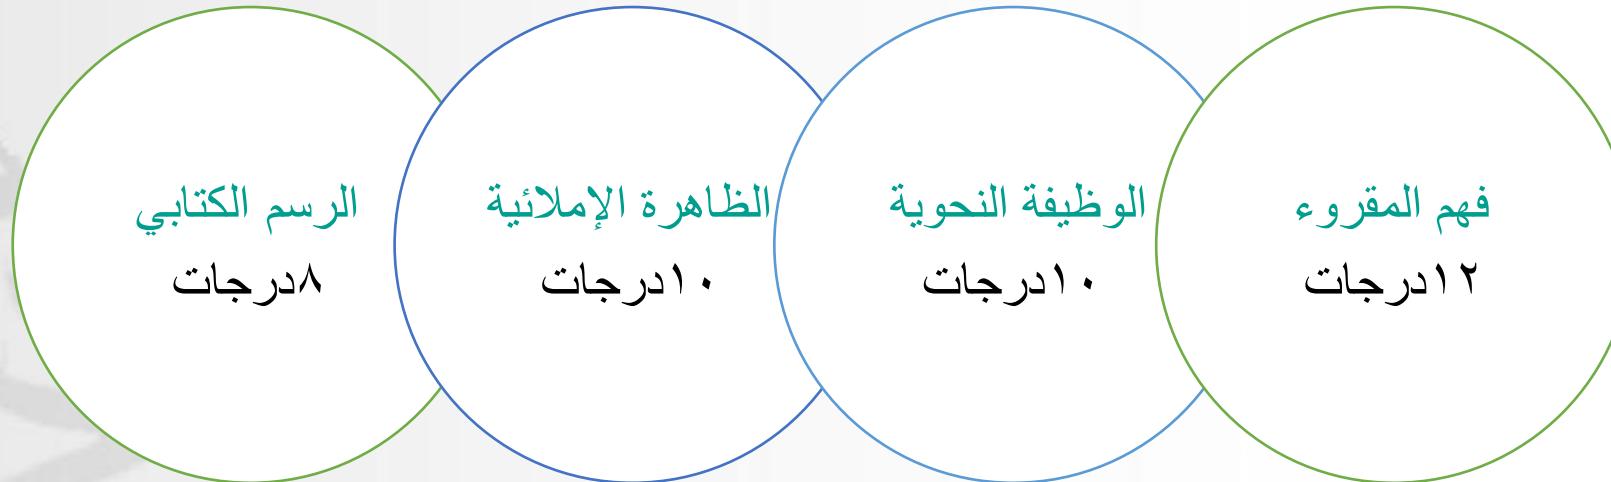 فهم المقروء
١٢درجات
الوظيفة النحوية
١٠درجات
الظاهرة الإملائية
١٠درجات
الرسم الكتابي
٨درجات